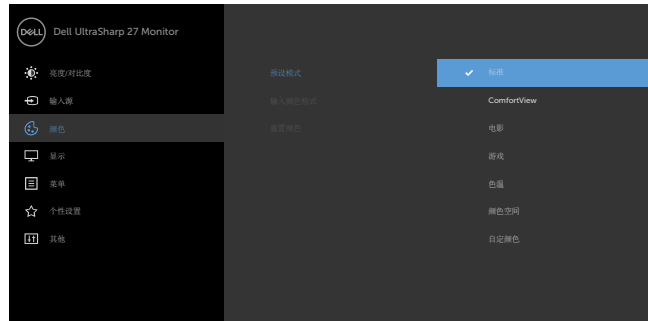 DELL Dell UltraSharp 27 Monitor
亮度/对比度
预设模式
标准
输入源
输入颜色格式
ComfortView
颜色
重置颜色
电影
显示
游戏
菜单
色温
个性设置
颜色空间
其他
自定颜色